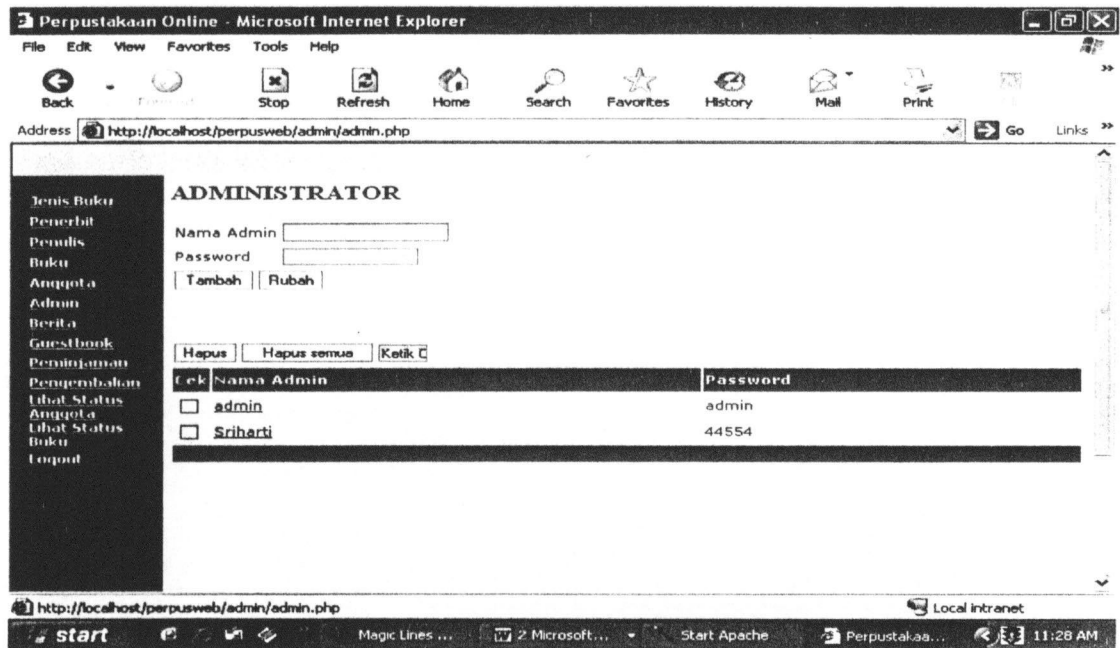 Perpustakaan Online - Microsoft Internet Explorer
File Edit View Favorites Tools Help
Back Stop Refresh Home Search Favorites History Mail Print
Address http://localhost/perpusweb/admin/admin.php Go Links
Jenis Buku
Penerbit
Penulis
Buku
Anggota
Admin
Berita
Guestbook
Peminjaman
Pengembalian
Lihat Status
Anggota
Lihat Status
Buku
Logout
ADMINISTRATOR
Nama Admin
Password
Tambah Rubah
Hapus Hapus semua Ketik
Cek Nama Admin Password
admin admin
Sriharti 44554
http://localhost/perpusweb/admin/admin.php Local intranet
start Magic Lines ... 2 Microsoft... Start Apache Perpustakaa... 11:28 AM